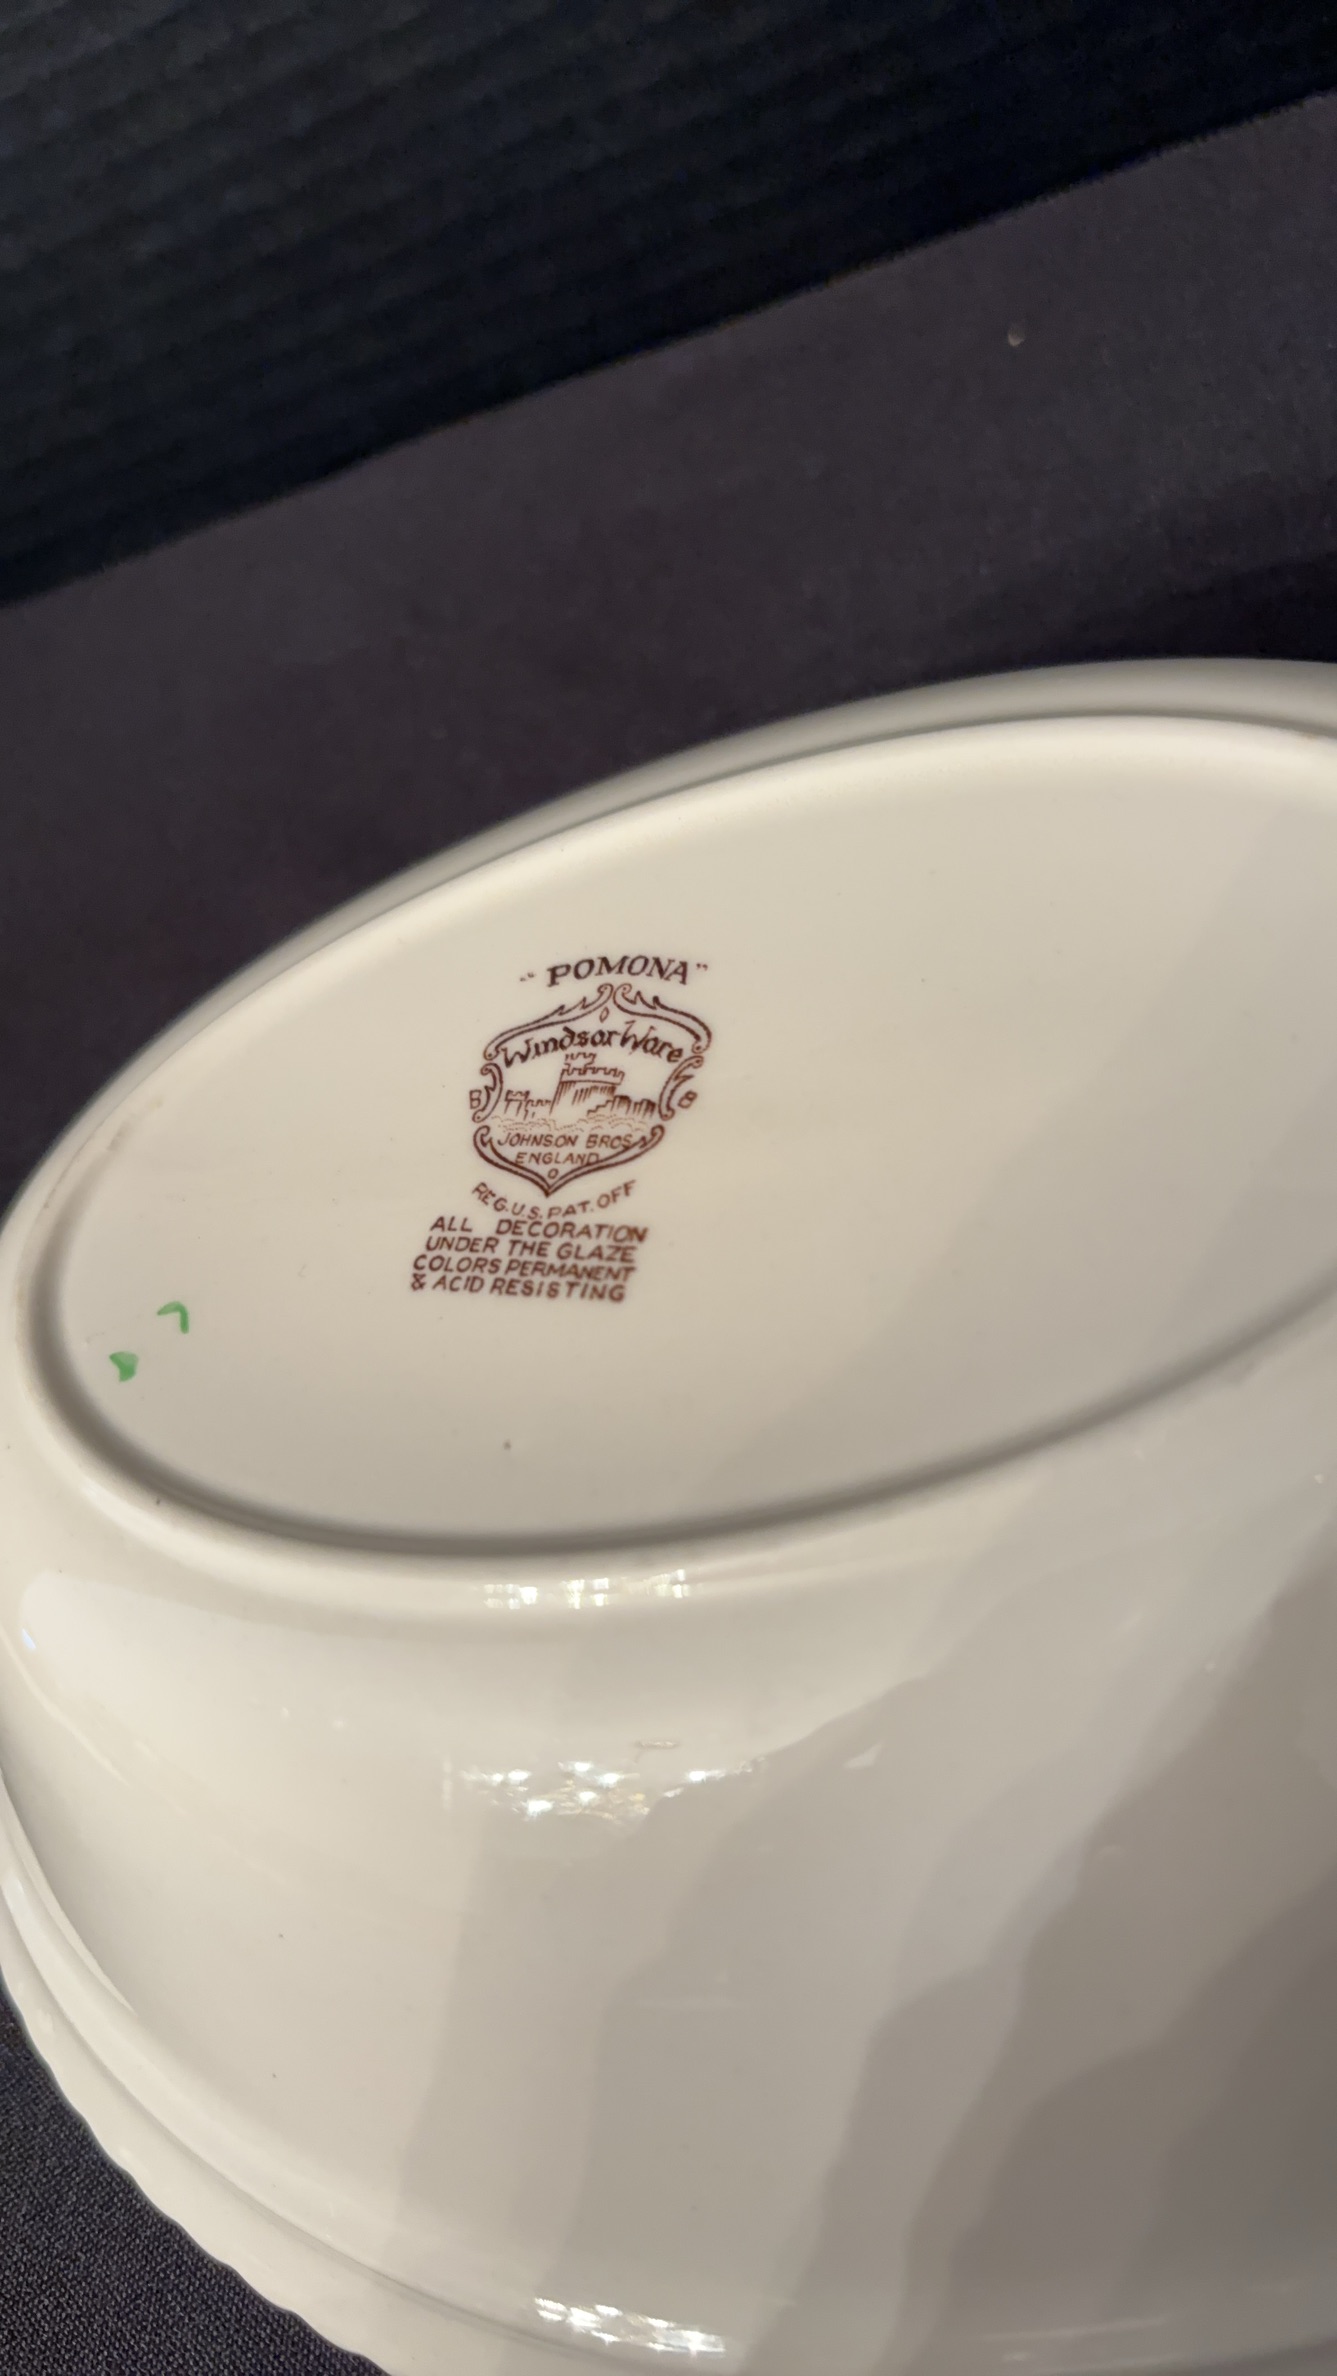 "POMONA"
Windsor Ware
B B
JOHNSON BROS
ENGLAND
REG.U.S.PAT.OFF
ALL DECORATION
UNDER THE GLAZE
COLORS PERMANENT
& ACID RESISTING